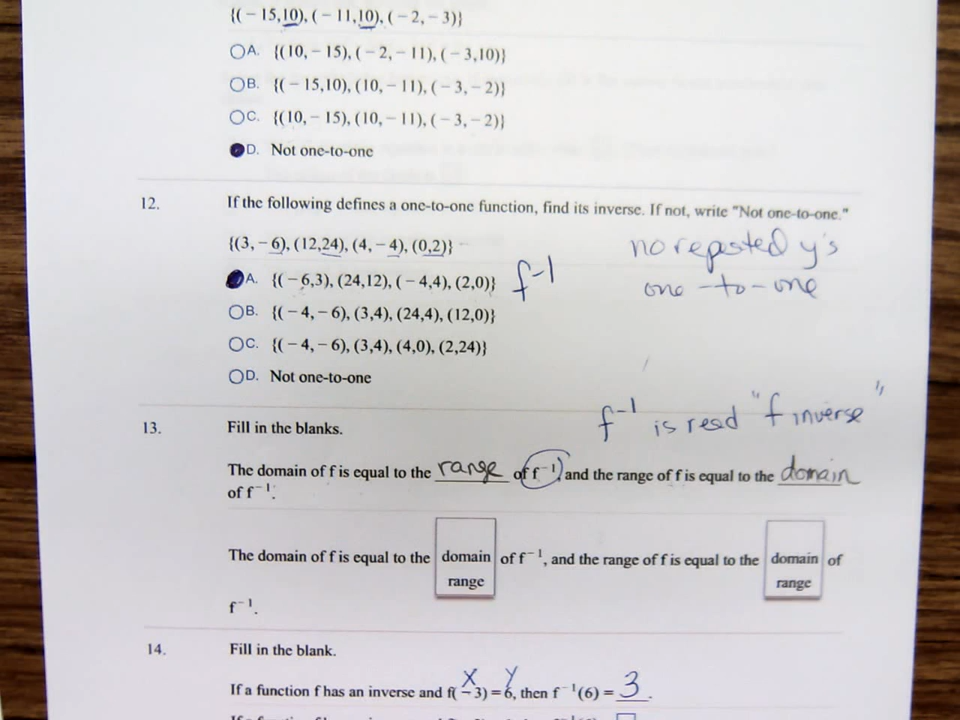 {(− 15,10), (− 11,10), (− 2, − 3)}
A. {(10, − 15), (− 2, − 11), (− 3,10)}
B. {(− 15,10), (10, − 11), (− 3, − 2)}
C. {(10, − 15), (10, − 11), (− 3, − 2)}
D. Not one-to-one
12. If the following defines a one-to-one function, find its inverse. If not, write "Not one-to-one."
{(3, − 6), (12,24), (4, − 4), (0,2)}
no repeated y's
one-to-one
A. {(− 6,3), (24,12), (− 4,4), (2,0)} f⁻¹
B. {(− 4, − 6), (3,4), (24,4), (12,0)}
C. {(− 4, − 6), (3,4), (4,0), (2,24)}
D. Not one-to-one
f⁻¹ is read "f inverse"
13. Fill in the blanks.
The domain of f is equal to the range of f⁻¹, and the range of f is equal to the domain
of f⁻¹.
The domain of f is equal to the domain range of f⁻¹, and the range of f is equal to the domain range of
f⁻¹.
14. Fill in the blank.
x y
If a function f has an inverse and f(− 3) = 6, then f⁻¹(6) = 3.